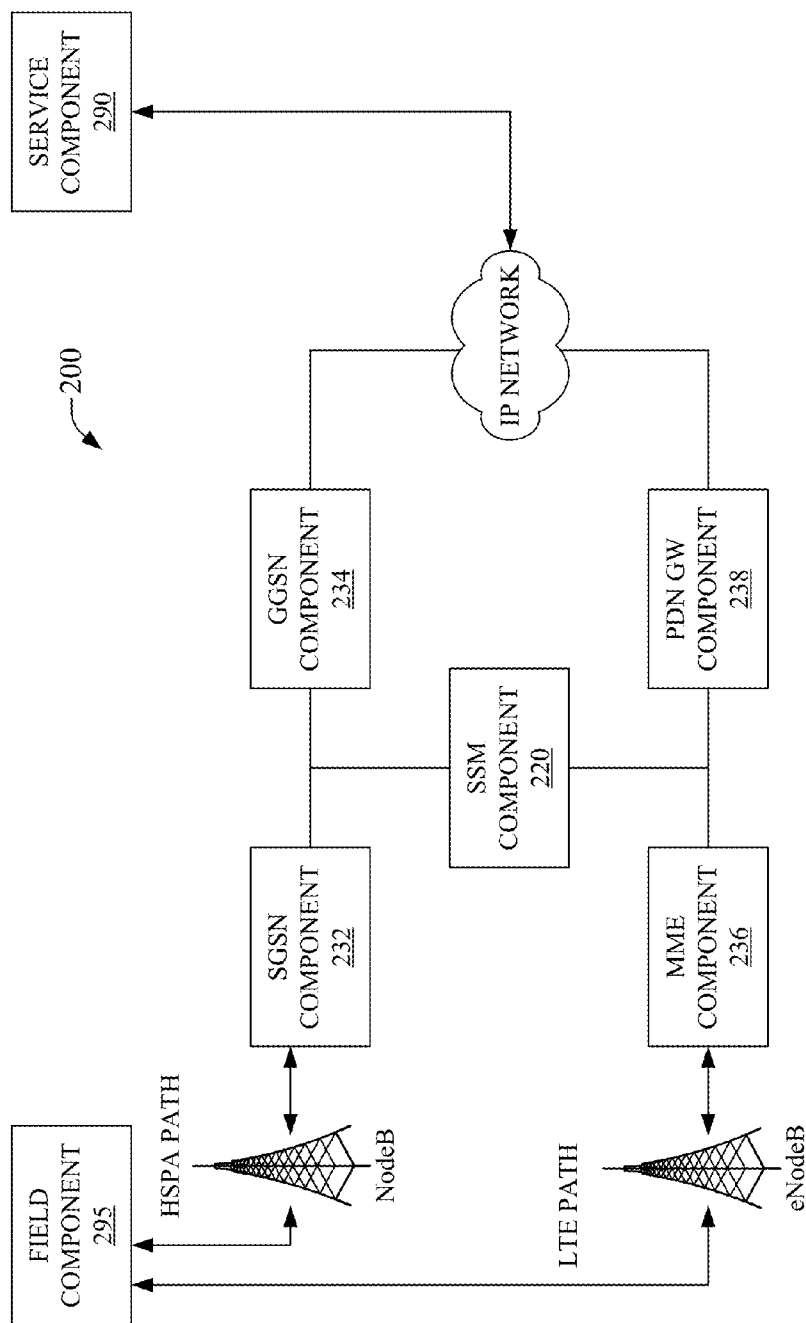 200
FIELD
COMPONENT
295
SERVICE
COMPONENT
290
HSPA PATH
NodeB
SGSN
COMPONENT
232
GGSN
COMPONENT
234
SSM
COMPONENT
220
IP NETWORK
LTE PATH
eNodeB
MME
COMPONENT
236
PDN GW
COMPONENT
238